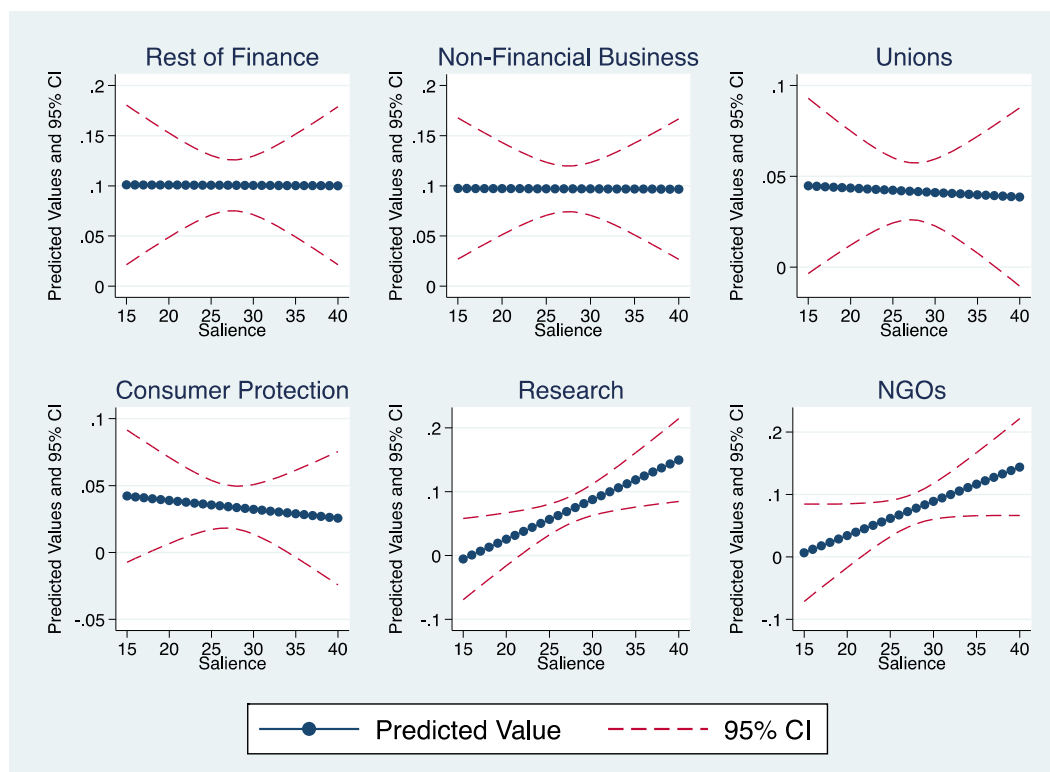 Rest of Finance
Predicted Values and 95% CI
.2
.15
.1
.05
0
15 20 25 30 35 40
Salience
Non-Financial Business
Predicted Values and 95% CI
.2
.15
.1
.05
0
15 20 25 30 35 40
Salience
Unions
Predicted Values and 95% CI
.1
.05
0
15 20 25 30 35 40
Salience
Consumer Protection
Predicted Values and 95% CI
.1
.05
0
-.05
15 20 25 30 35 40
Salience
Research
Predicted Values and 95% CI
.2
.1
0
-.1
15 20 25 30 35 40
Salience
NGOs
Predicted Values and 95% CI
.2
.1
0
-.1
15 20 25 30 35 40
Salience
Predicted Value 95% CI